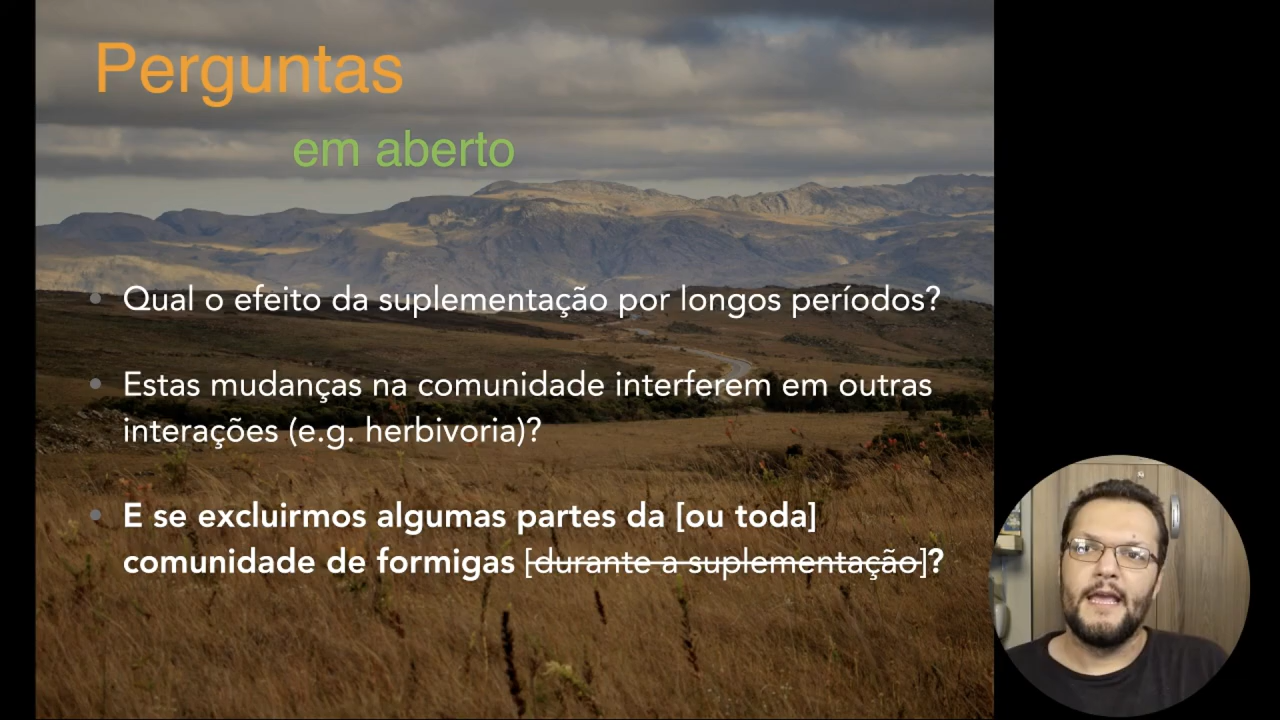 Perguntas
em aberto
Qual o efeito da suplementação por longos períodos?
Estas mudanças na comunidade interferem em outras
interações (e.g. herbivoria)?
E se excluirmos algumas partes da [ou toda]
comunidade de formigas [durante a suplementação]?